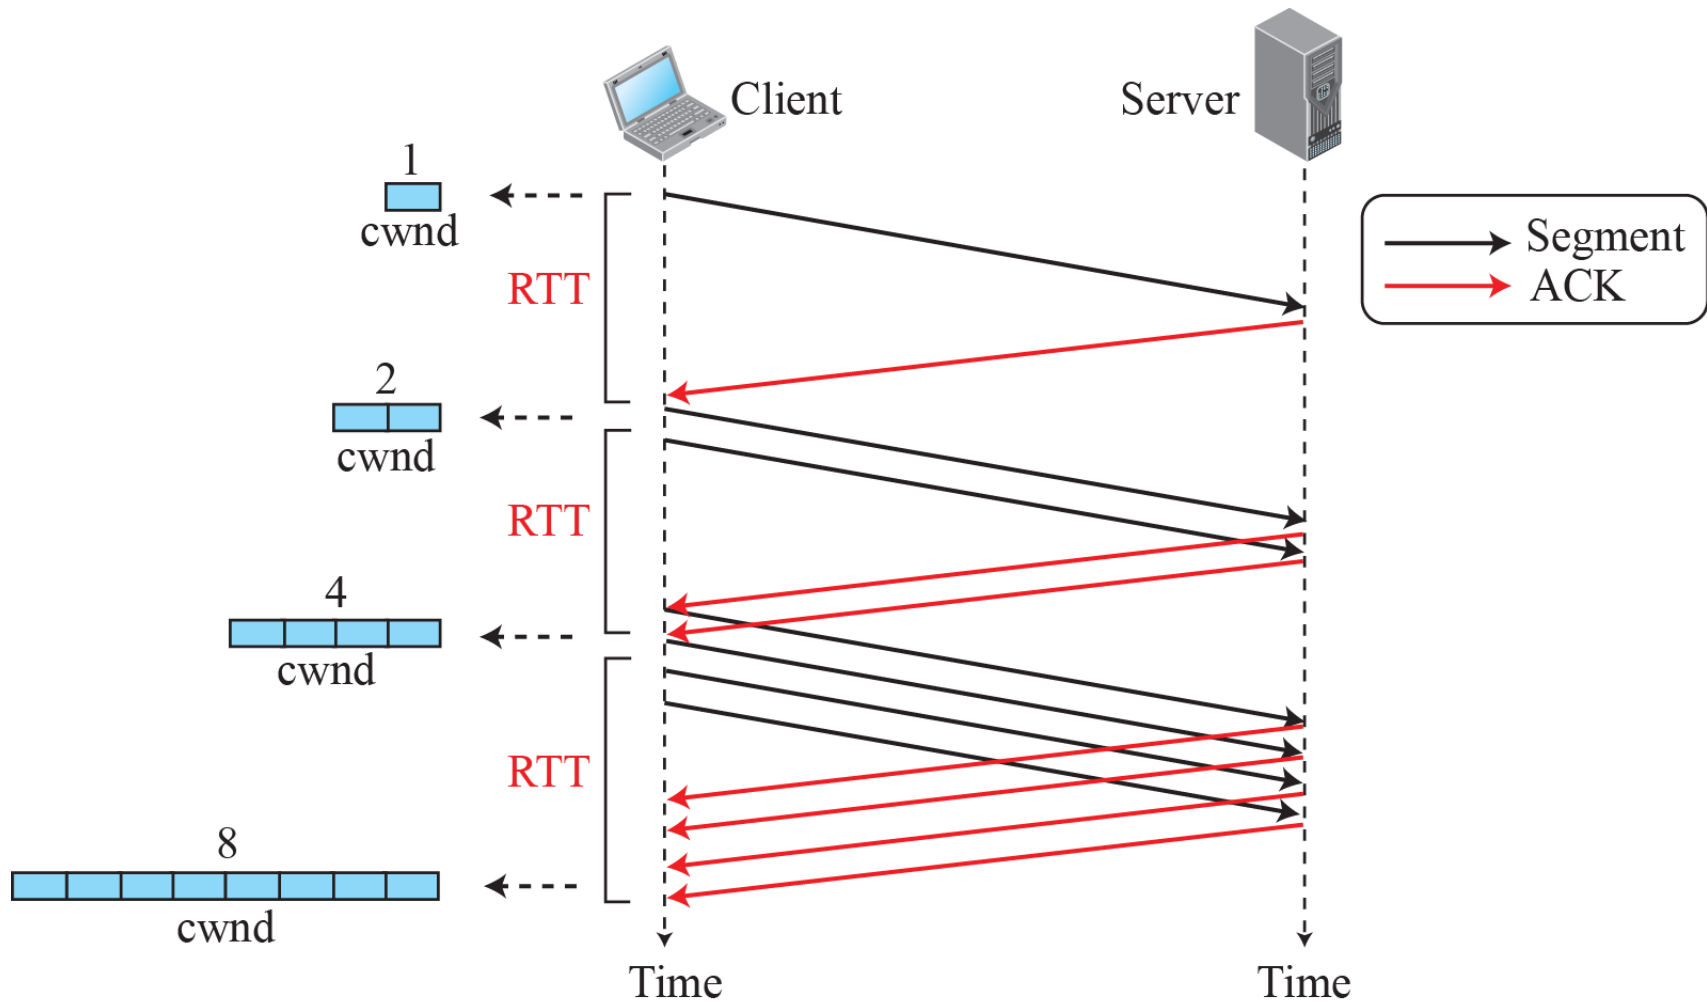 Client
Server
1
cwnd
Segment
ACK
RTT
2
cwnd
RTT
4
cwnd
RTT
8
cwnd
Time
Time